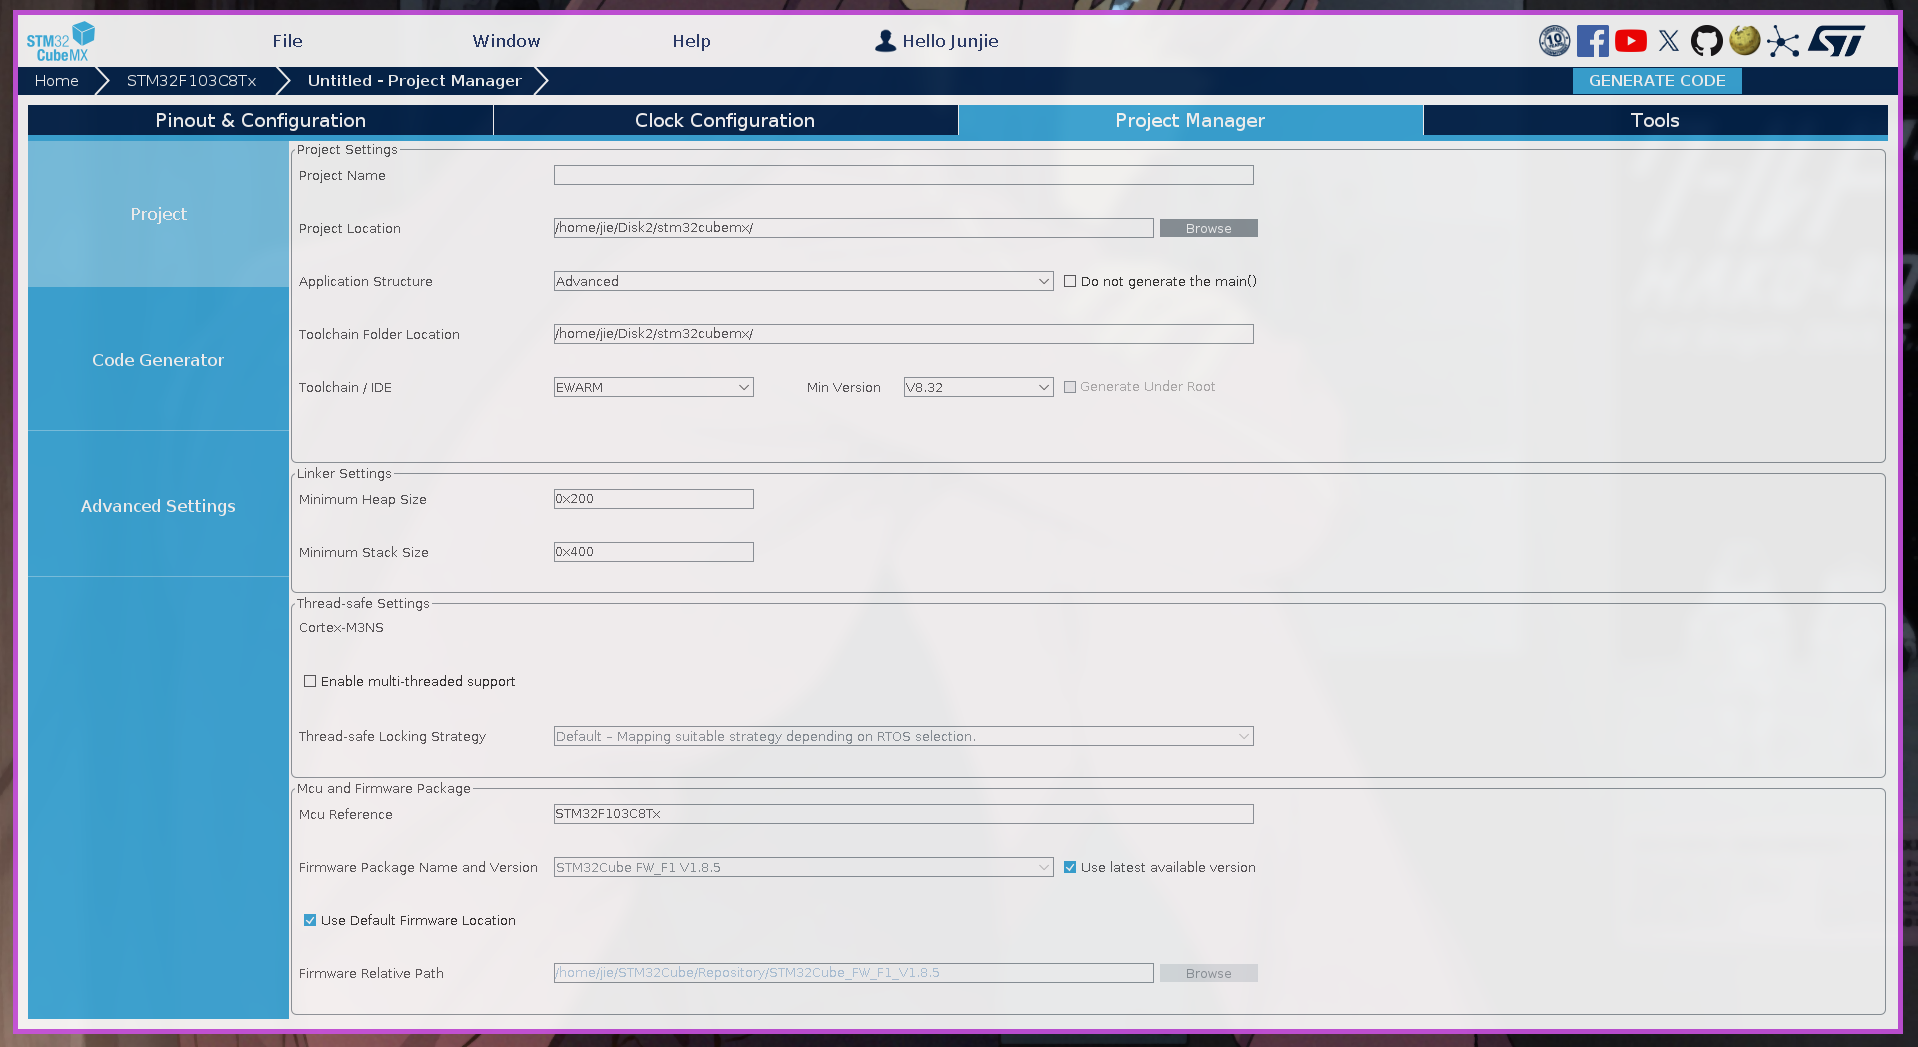 STM32
CubeMX
File Window Help Hello Junjie
Home STM32F103C8Tx Untitled - Project Manager GENERATE CODE
Pinout & Configuration Clock Configuration Project Manager Tools
Project
Code Generator
Advanced Settings
Project Settings
Project Name
Project Location /home/jie/Disk2/stm32cubemx/ Browse
Application Structure Advanced Do not generate the main()
Toolchain Folder Location /home/jie/Disk2/stm32cubemx/
Toolchain / IDE EWARM Min Version V8.32 Generate Under Root
Linker Settings
Minimum Heap Size 0x200
Minimum Stack Size 0x400
Thread-safe Settings
Cortex-M3NS
Enable multi-threaded support
Thread-safe Locking Strategy Default – Mapping suitable strategy depending on RTOS selection.
Mcu and Firmware Package
Mcu Reference STM32F103C8Tx
Firmware Package Name and Version STM32Cube FW_F1 V1.8.5 Use latest available version
Use Default Firmware Location
Firmware Relative Path /home/jie/STM32Cube/Repository/STM32Cube_FW_F1_V1.8.5 Browse